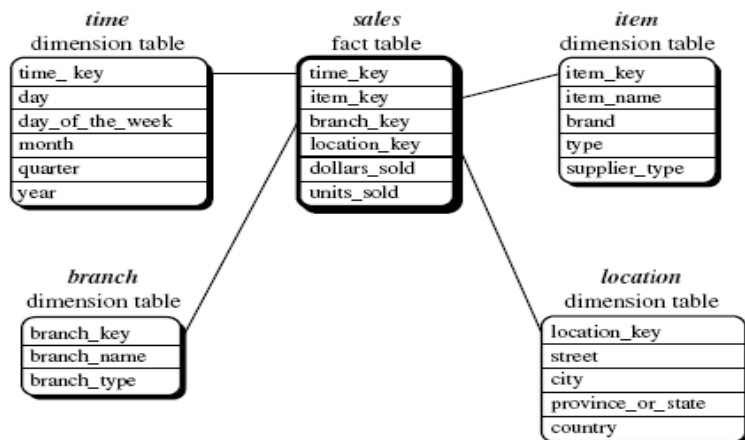 time
dimension table
time_ key
day
day_of_the_week
month
quarter
year
sales
fact table
time_key
item_key
branch_key
location_key
dollars_sold
units_sold
item
dimension table
item_key
item_name
brand
type
supplier_type
branch
dimension table
branch_key
branch_name
branch_type
location
dimension table
location_key
street
city
province_or_state
country